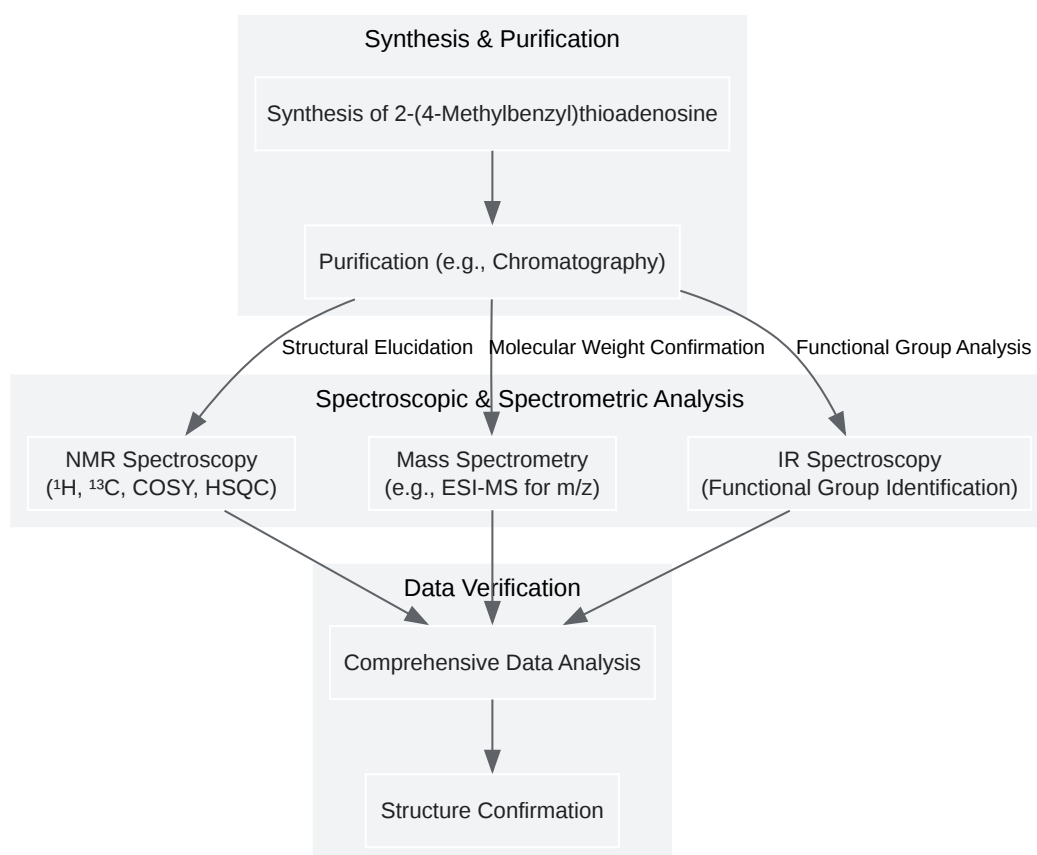 Synthesis & Purification
Synthesis of 2-(4-Methylbenzyl)thioadenosine
Purification (e.g., Chromatography)
Structural Elucidation
Molecular Weight Confirmation
Functional Group Analysis
Spectroscopic & Spectrometric Analysis
NMR Spectroscopy
(¹H, ¹³C, COSY, HSQC)
Mass Spectrometry
(e.g., ESI-MS for m/z)
IR Spectroscopy
(Functional Group Identification)
Data Verification
Comprehensive Data Analysis
Structure Confirmation